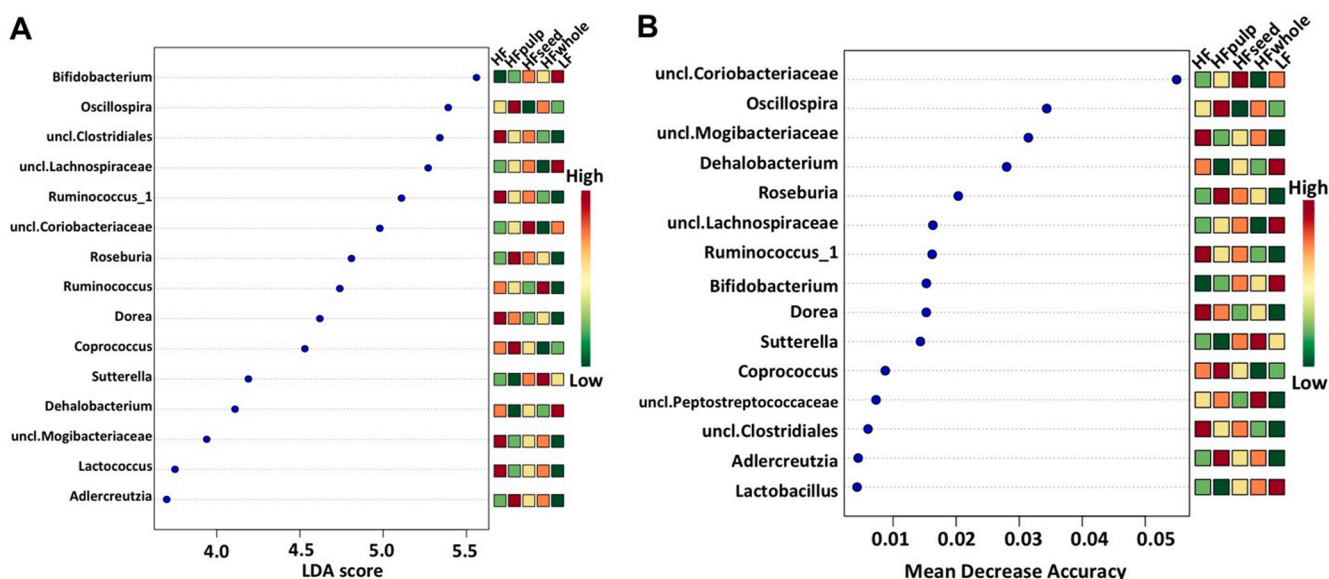 A
HF
HFpulp
HFseed
HFwhole
LF
Bifidobacterium
Oscillospira
uncl.Clostridiales
uncl.Lachnospiraceae
Ruminococcus_1
uncl.Coriobacteriaceae
Roseburia
Ruminococcus
Dorea
Coprococcus
Sutterella
Dehalobacterium
uncl.Mogibacteriaceae
Lactococcus
Adlercreutzia
High
Low
4.0 4.5 5.0 5.5
LDA score
B
HF
HFpulp
HFseed
HFwhole
LF
uncl.Coriobacteriaceae
Oscillospira
uncl.Mogibacteriaceae
Dehalobacterium
Roseburia
uncl.Lachnospiraceae
Ruminococcus_1
Bifidobacterium
Dorea
Sutterella
Coprococcus
uncl.Peptostreptococcaceae
uncl.Clostridiales
Adlercreutzia
Lactobacillus
High
Low
0.01 0.02 0.03 0.04 0.05
Mean Decrease Accuracy